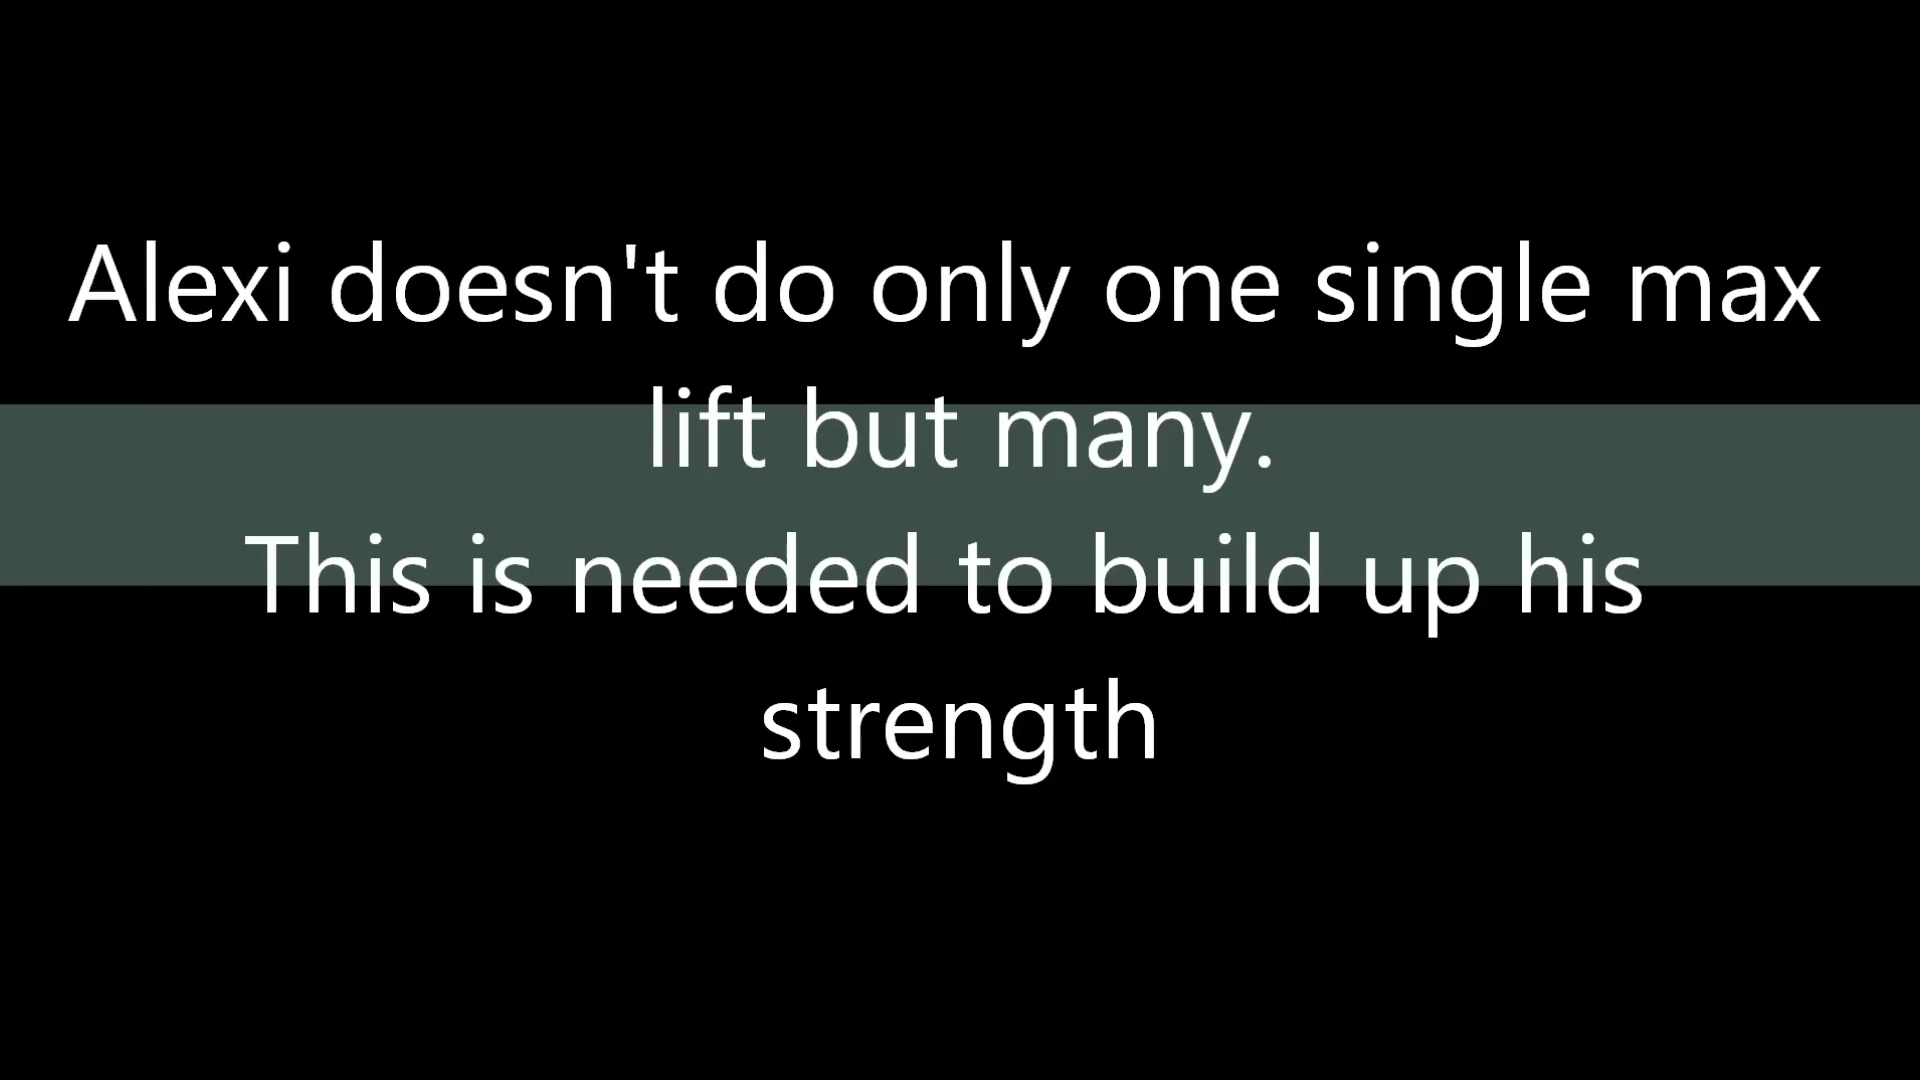 Alexi doesn't do only one single max
lift but many.
This is needed to build up his
strength